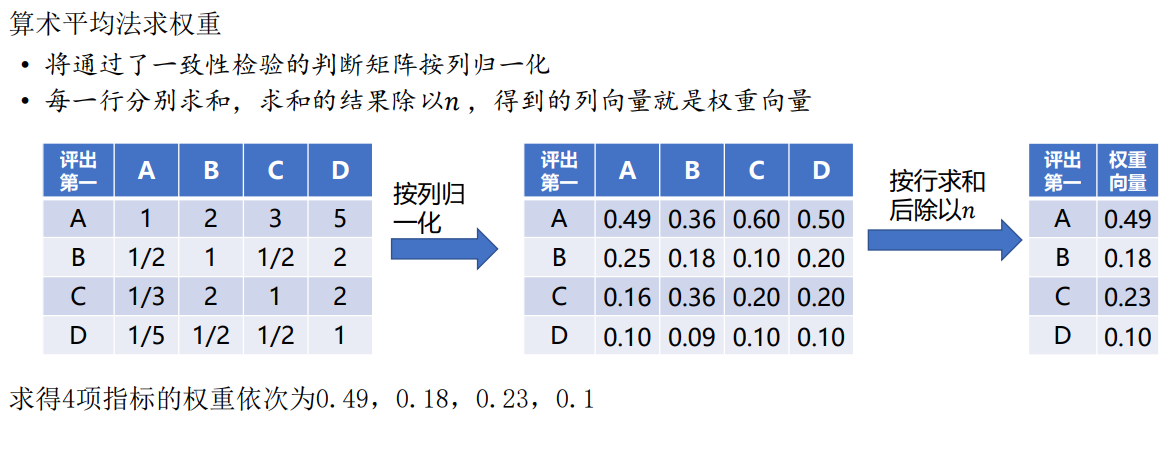 算术平均法求权重
• 将通过了一致性检验的判断矩阵按列归一化
• 每一行分别求和，求和的结果除以n ，得到的列向量就是权重向量
评出第一 A B C D
A 1 2 3 5
B 1/2 1 1/2 2
C 1/3 2 1 2
D 1/5 1/2 1/2 1
按列归
一化
评出第一 A B C D
A 0.49 0.36 0.60 0.50
B 0.25 0.18 0.10 0.20
C 0.16 0.36 0.20 0.20
D 0.10 0.09 0.10 0.10
按行求和
后除以n
评出第一 权重向量
A 0.49
B 0.18
C 0.23
D 0.10
求得4项指标的权重依次为0.49，0.18，0.23，0.1